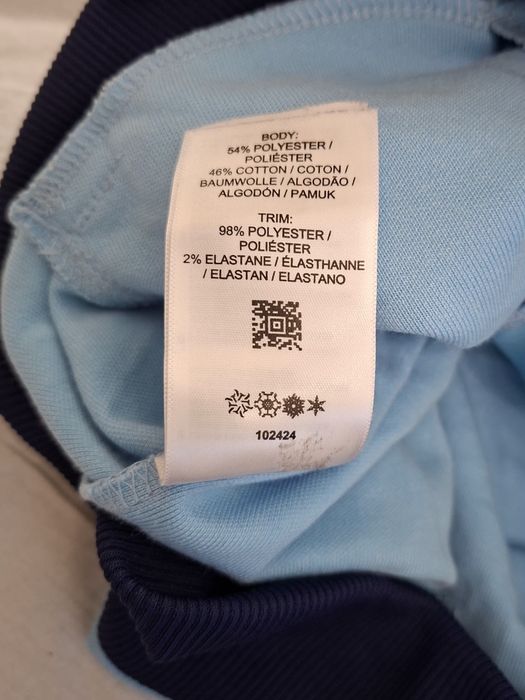 BODY:
54% POLYESTER /
POLIÉSTER
46% COTTON / COTON /
BAUMWOLLE / ALGODÃO /
ALGODÓN / PAMUK
TRIM:
98% POLYESTER /
POLIÉSTER
2% ELASTANE / ÉLASTHANNE
/ ELASTAN / ELASTANO
102424